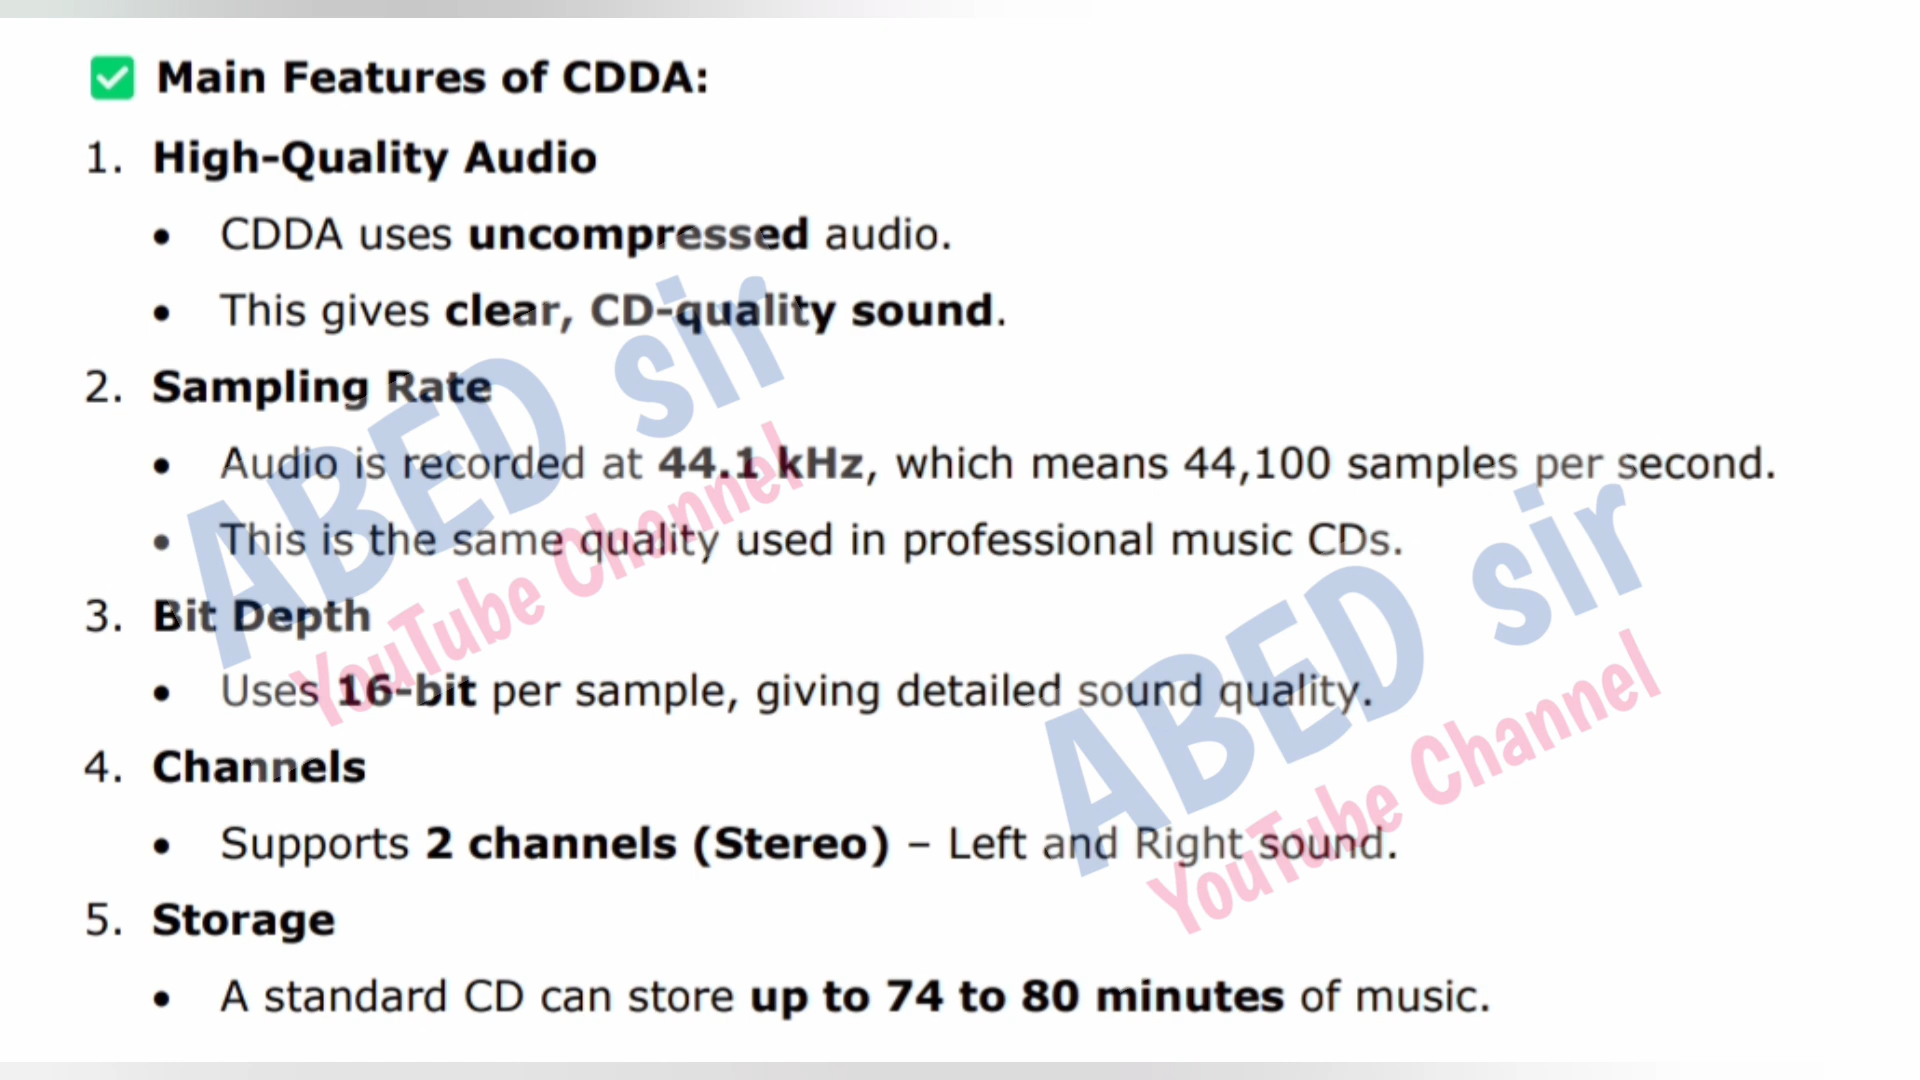 ✅ Main Features of CDDA:
1. High-Quality Audio
• CDDA uses uncompressed audio.
• This gives clear, CD-quality sound.
2. Sampling Rate
• Audio is recorded at 44.1 kHz, which means 44,100 samples per second.
• This is the same quality used in professional music CDs.
3. Bit Depth
• Uses 16-bit per sample, giving detailed sound quality.
4. Channels
• Supports 2 channels (Stereo) – Left and Right sound.
5. Storage
• A standard CD can store up to 74 to 80 minutes of music.
ABED sir
YouTube Channel
ABED sir
YouTube Channel